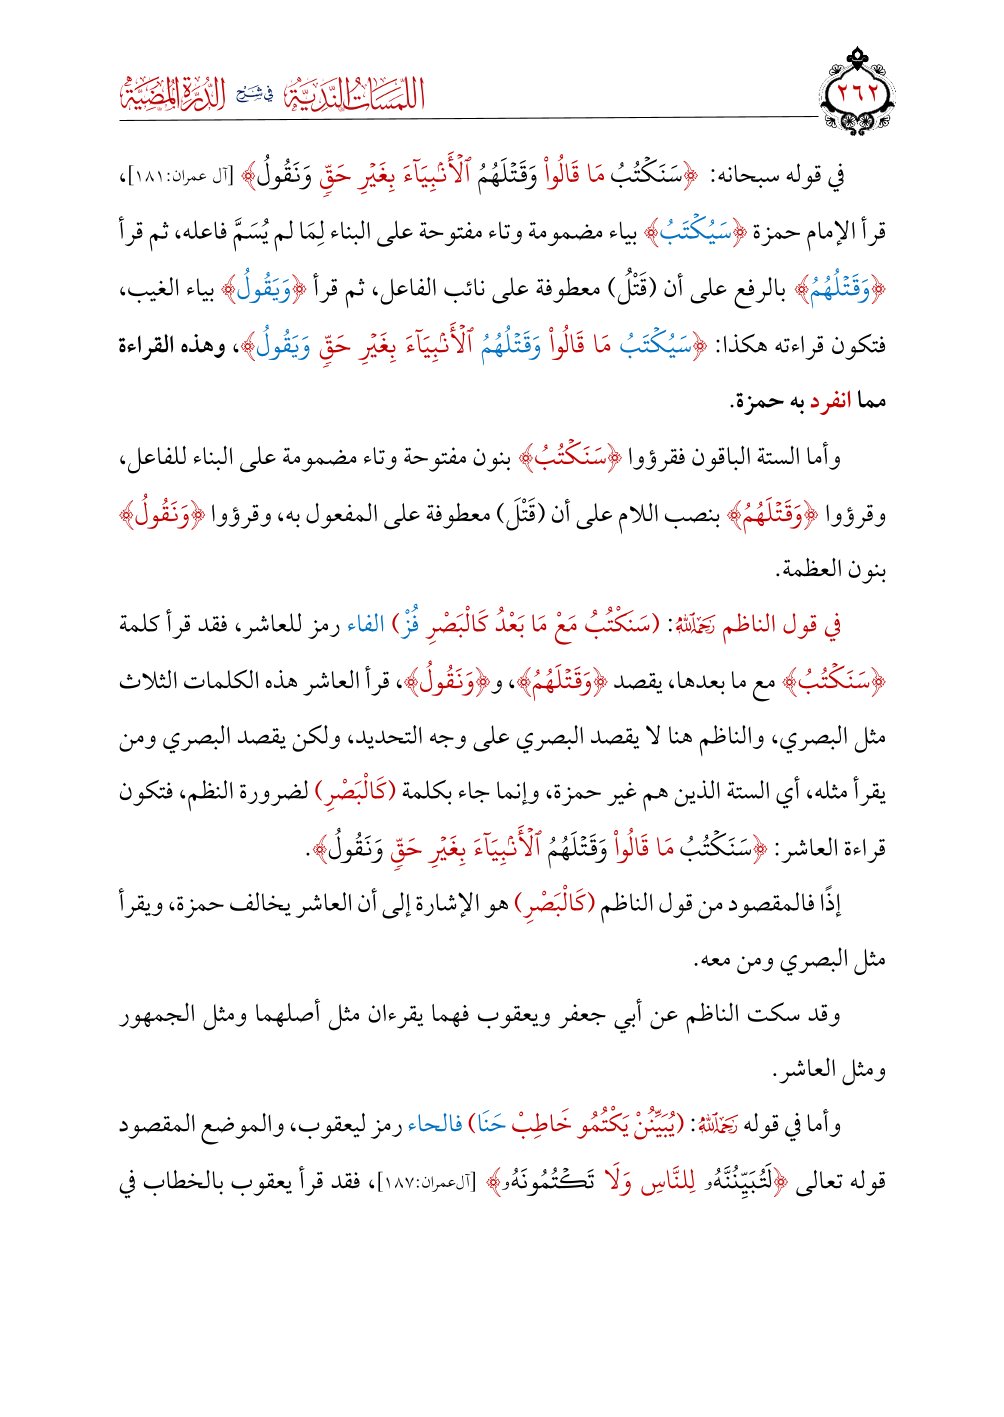 ٢٦٢
اللمسات الندية في شرح الدرة المضية
في قوله سبحانه: ﴿سَنَكْتُبُ مَا قَالُواْ وَقَتْلَهُمُ ٱلْأَنۢبِيَآءَ بِغَيْرِ حَقٍّ وَنَقُولُ﴾ [آل عمران:١٨١]،
قرأ الإمام حمزة ﴿سَيُكْتَبُ﴾ بياء مضمومة وتاء مفتوحة على البناء لِمَا لم يُسَمَّ فاعله، ثم قرأ
﴿وَقَتْلُهُمُ﴾ بالرفع على أن (قَتْلُ) معطوفة على نائب الفاعل، ثم قرأ ﴿وَيَقُولُ﴾ بياء الغيب،
فتكون قراءته هكذا: ﴿سَيُكْتَبُ مَا قَالُواْ وَقَتْلُهُمُ ٱلْأَنۢبِيَآءَ بِغَيْرِ حَقٍّ وَيَقُولُ﴾، وهذه القراءة
مما انفرد به حمزة.
وأما الستة الباقون فقرؤوا ﴿سَنَكْتُبُ﴾ بنون مفتوحة وتاء مضمومة على البناء للفاعل،
وقرؤوا ﴿وَقَتْلَهُمُ﴾ بنصب اللام على أن (قَتْلَ) معطوفة على المفعول به، وقرؤوا ﴿وَنَقُولُ﴾
بنون العظمة.
في قول الناظم رَحِمَهُ ٱللَّهُ: (سَنَكْتُبُ مَعْ مَا بَعْدُ كَالْبَصْرِ فُزْ) الفاء رمز للعاشر، فقد قرأ كلمة
﴿سَنَكْتُبُ﴾ مع ما بعدها، يقصد ﴿وَقَتْلَهُمُ﴾، و﴿وَنَقُولُ﴾، قرأ العاشر هذه الكلمات الثلاث
مثل البصري، والناظم هنا لا يقصد البصري على وجه التحديد، ولكن يقصد البصري ومن
يقرأ مثله، أي الستة الذين هم غير حمزة، وإنما جاء بكلمة (كَالْبَصْرِ) لضرورة النظم، فتكون
قراءة العاشر: ﴿سَنَكْتُبُ مَا قَالُواْ وَقَتْلَهُمُ ٱلْأَنۢبِيَآءَ بِغَيْرِ حَقٍّ وَنَقُولُ﴾.
إذًا فالمقصود من قول الناظم (كَالْبَصْرِ) هو الإشارة إلى أن العاشر يخالف حمزة، ويقرأ
مثل البصري ومن معه.
وقد سكت الناظم عن أبي جعفر ويعقوب فهما يقرءان مثل أصلهما ومثل الجمهور
ومثل العاشر.
وأما في قوله رَحِمَهُ ٱللَّهُ: (يُبَيِّنُنْ يَكْتُمُو خَاطِبْ حَنَا) فالحاء رمز ليعقوب، والموضع المقصود
قوله تعالى ﴿لَتُبَيِّنُنَّهُۥ لِلنَّاسِ وَلَا تَكْتُمُونَهُۥ﴾ [آل عمران:١٨٧]، فقد قرأ يعقوب بالخطاب في